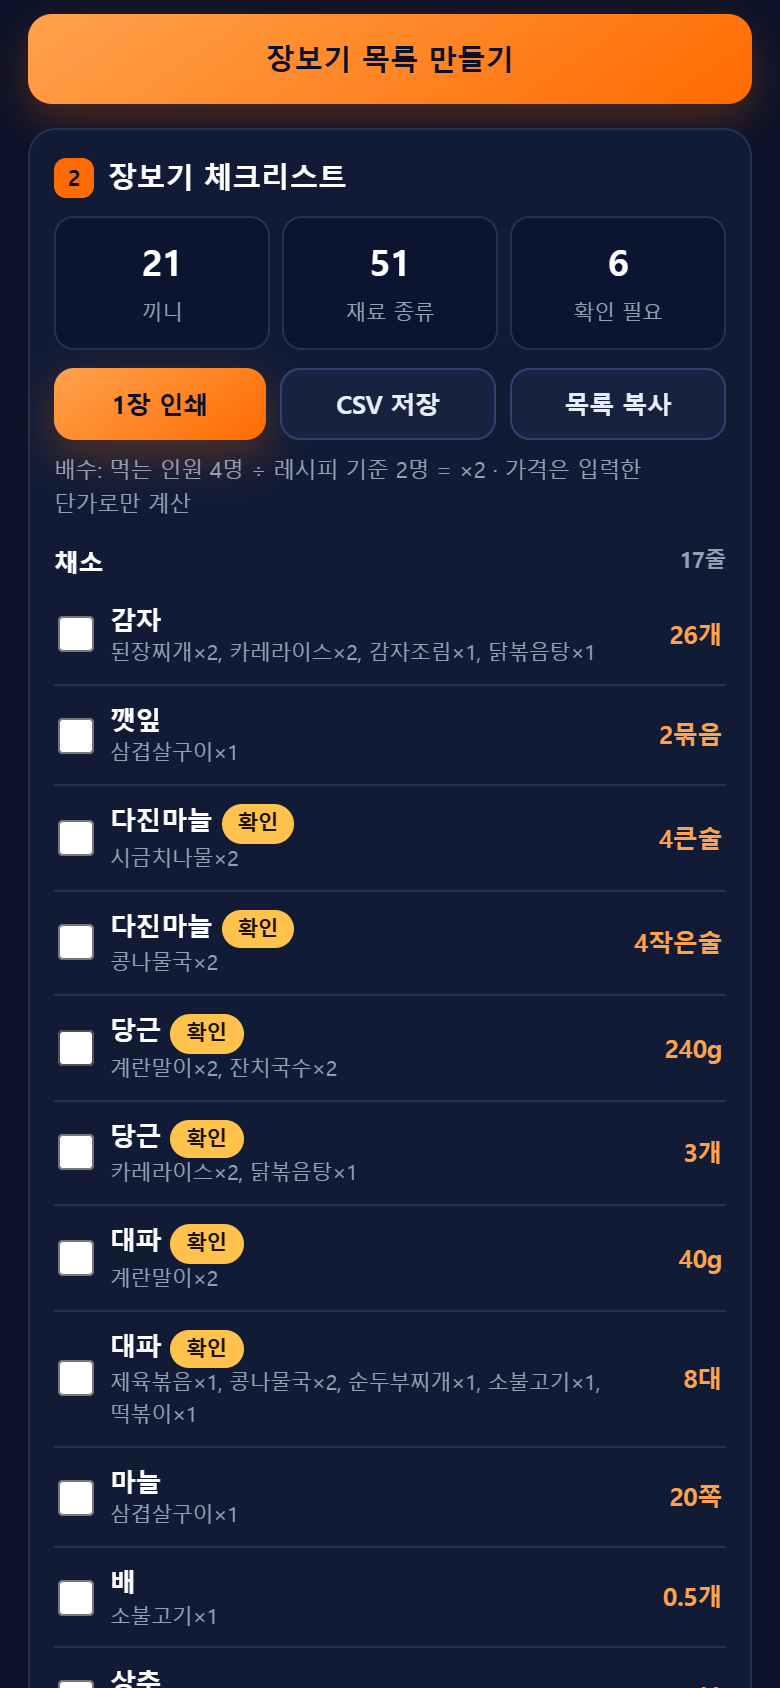 장보기 목록 만들기
2 장보기 체크리스트
21 51 6
끼니 재료 종류 확인 필요
1장 인쇄 CSV 저장 목록 복사
배수: 먹는 인원 4명 ÷ 레시피 기준 2명 = ×2 · 가격은 입력한
단가로만 계산
채소 17줄
감자
된장찌개×2, 카레라이스×2, 감자조림×1, 닭볶음탕×1
26개
깻잎
삼겹살구이×1
2묶음
다진마늘 확인
시금치나물×2
4큰술
다진마늘 확인
콩나물국×2
4작은술
당근 확인
계란말이×2, 잔치국수×2
240g
당근 확인
카레라이스×2, 닭볶음탕×1
3개
대파 확인
계란말이×2
40g
대파 확인
제육볶음×1, 콩나물국×2, 순두부찌개×1, 소불고기×1,
떡볶이×1
8대
마늘
삼겹살구이×1
20쪽
배
소불고기×1
0.5개
상추